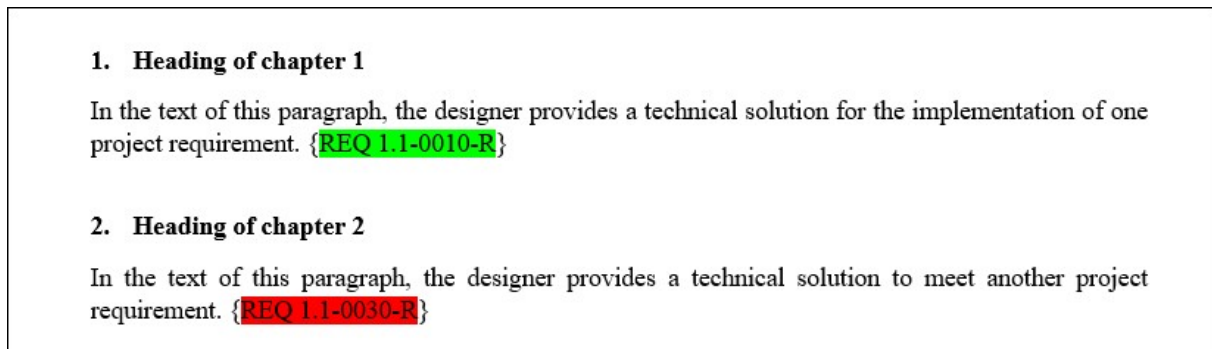 1. Heading of chapter 1
In the text of this paragraph, the designer provides a technical solution for the implementation of one
project requirement. {REQ 1.1-0010-R}
2. Heading of chapter 2
In the text of this paragraph, the designer provides a technical solution to meet another project
requirement. {REQ 1.1-0030-R}